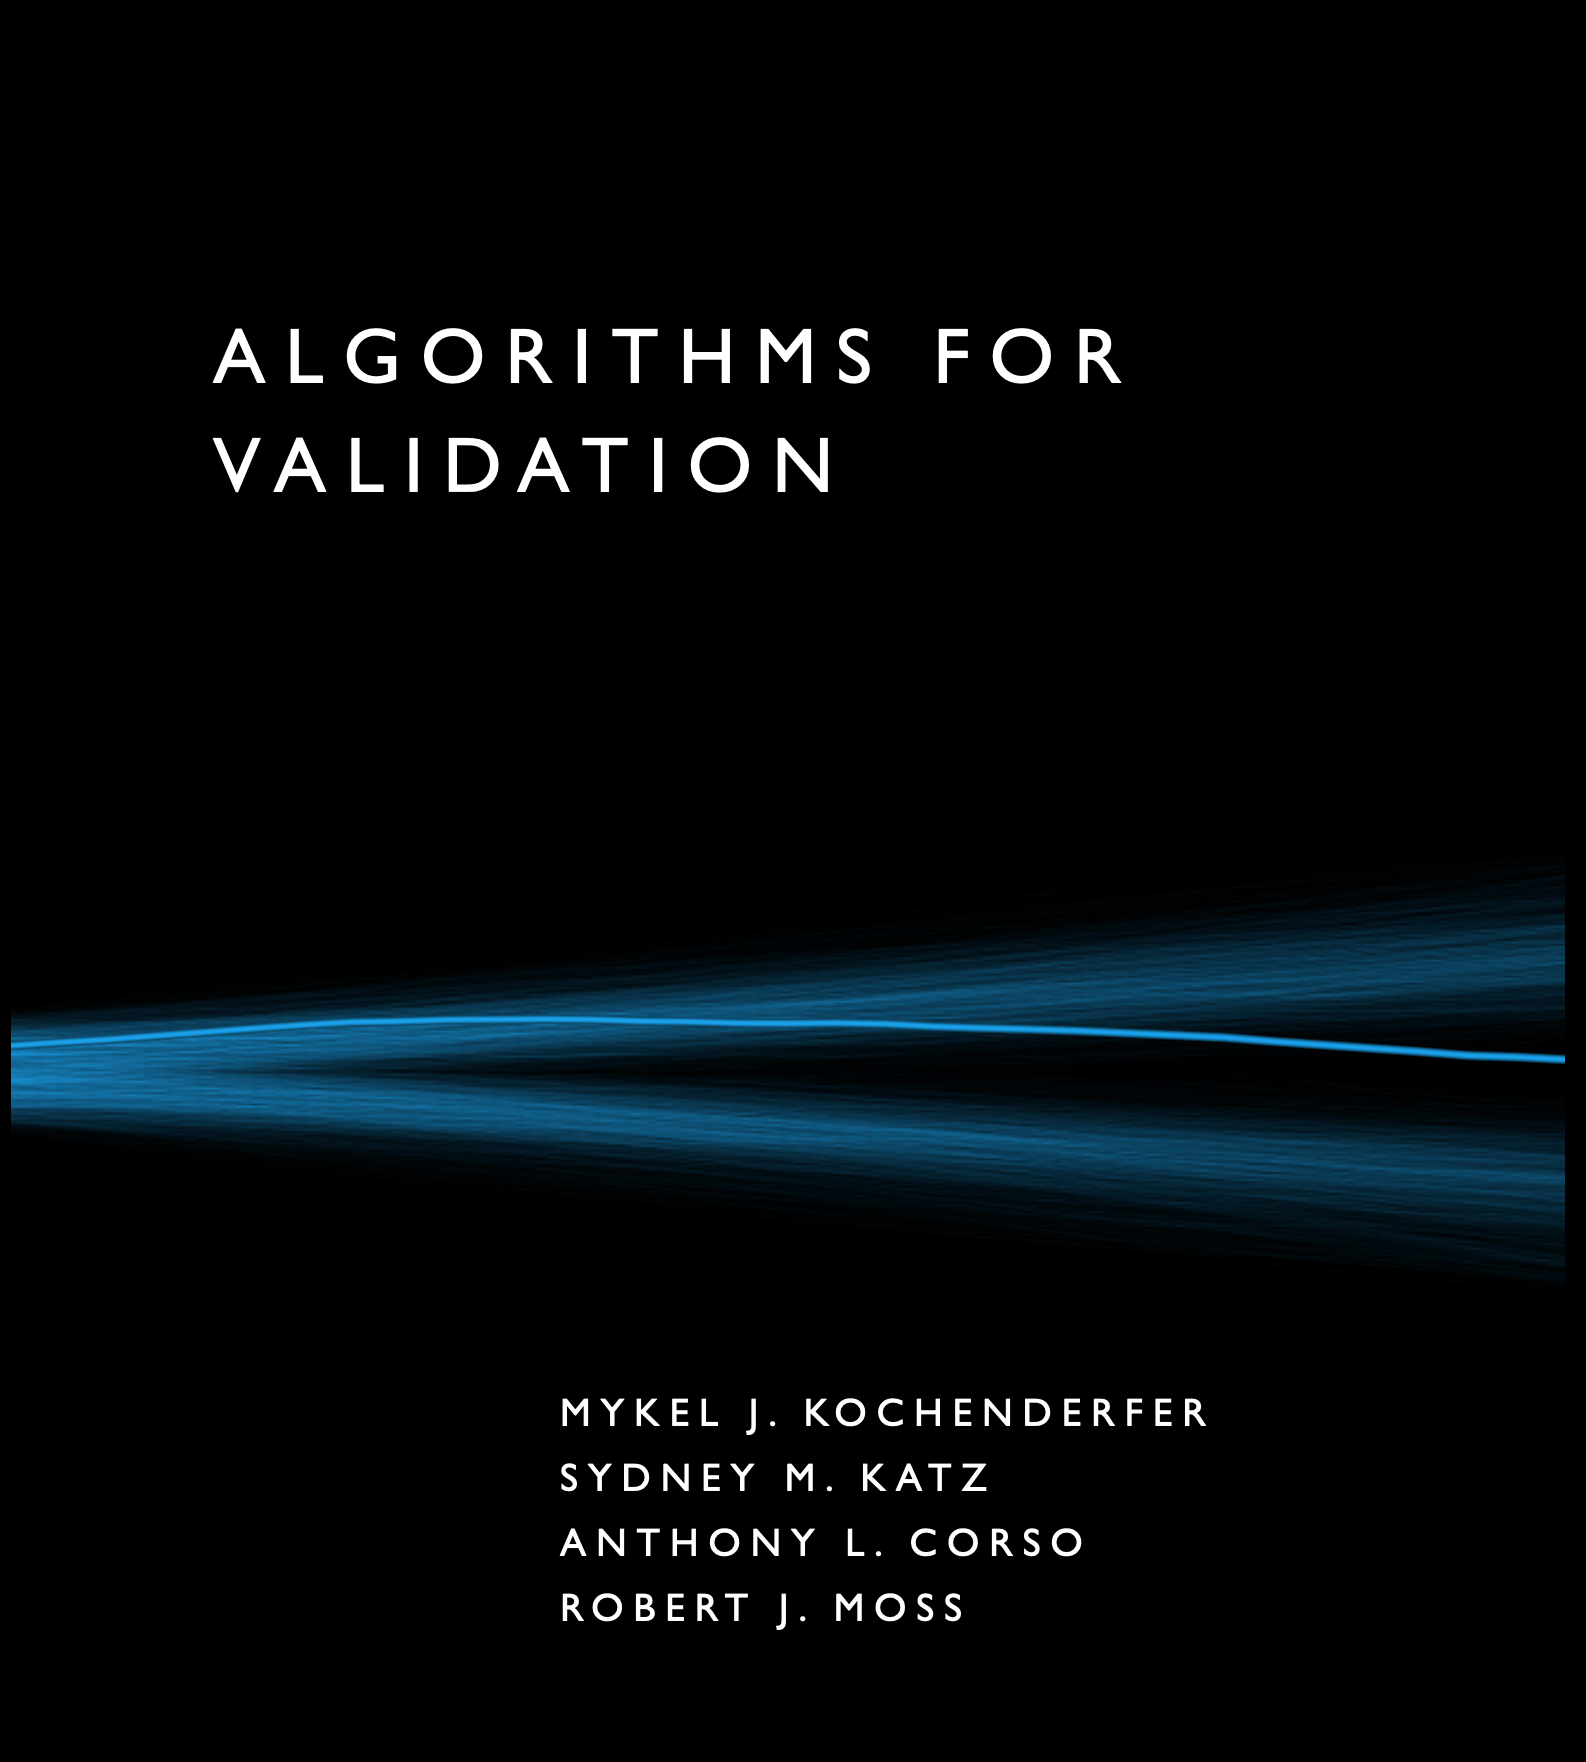 ALGORITHMS FOR
VALIDATION
MYKEL J. KOCHENDERFER
SYDNEY M. KATZ
ANTHONY L. CORSO
ROBERT J. MOSS